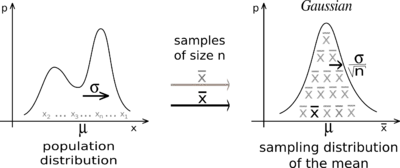 p
σ
x₂ ... x₃... xₙ ... x₁
μ
x
population
distribution
samples
of size n
x̄
x̄
Gaussian
p
x̄
x̄ x̄
x̄ x̄
x̄ x̄ x̄ x̄
x̄ x̄ x̄ x̄ x̄
σ
√n
μ
x̄
sampling distribution
of the mean